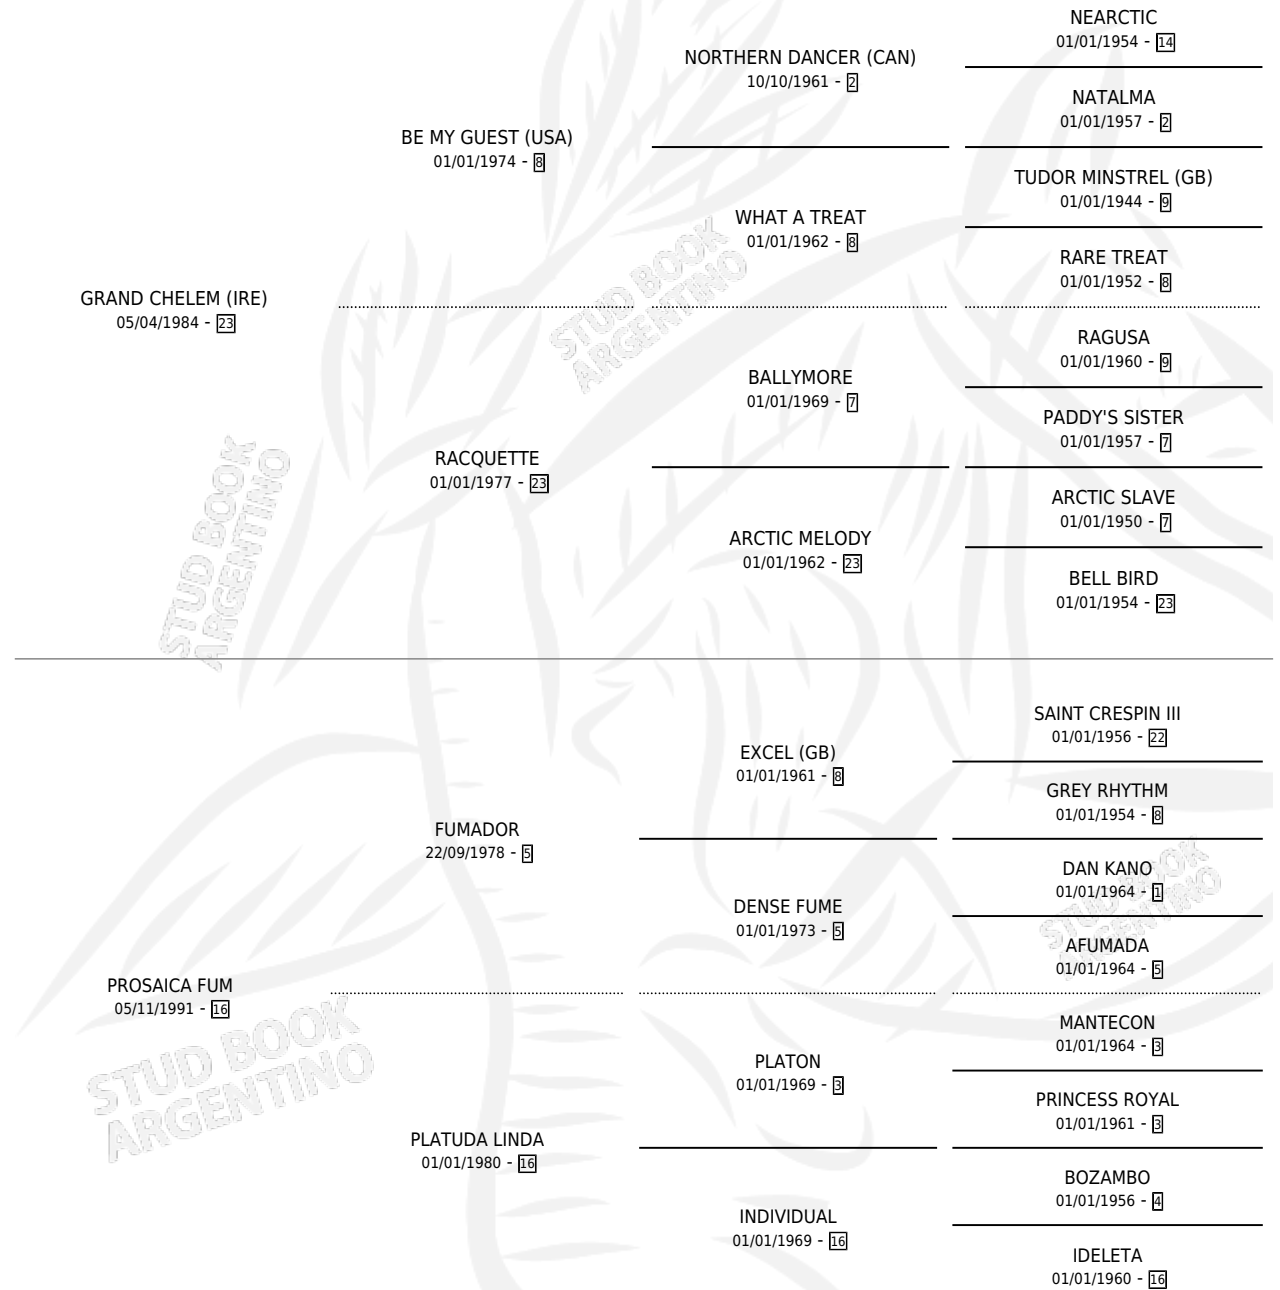 NEARCTIC
01/01/1954 - 14
NORTHERN DANCER (CAN)
10/10/1961 - 2
NATALMA
01/01/1957 - 2
BE MY GUEST (USA)
01/01/1974 - 8
TUDOR MINSTREL (GB)
01/01/1944 - 9
WHAT A TREAT
01/01/1962 - 8
RARE TREAT
01/01/1952 - 8
GRAND CHELEM (IRE)
05/04/1984 - 23
RAGUSA
01/01/1960 - 9
BALLYMORE
01/01/1969 - 7
PADDY'S SISTER
01/01/1957 - 7
RACQUETTE
01/01/1977 - 23
ARCTIC SLAVE
01/01/1950 - 7
ARCTIC MELODY
01/01/1962 - 23
BELL BIRD
01/01/1954 - 23
SAINT CRESPIN III
01/01/1956 - 22
EXCEL (GB)
01/01/1961 - 8
GREY RHYTHM
01/01/1954 - 8
FUMADOR
22/09/1978 - 5
DAN KANO
01/01/1964 - 1
DENSE FUME
01/01/1973 - 5
AFUMADA
01/01/1964 - 5
PROSAICA FUM
05/11/1991 - 16
MANTECON
01/01/1964 - 3
PLATON
01/01/1969 - 3
PRINCESS ROYAL
01/01/1961 - 3
PLATUDA LINDA
01/01/1980 - 16
BOZAMBO
01/01/1956 - 4
INDIVIDUAL
01/01/1969 - 16
IDELETA
01/01/1960 - 16
STUD BOOK
ARGENTINO
STUD BOOK
ARGENTINO
STUD BOOK
ARGENTINO
STUD BOOK
ARGENTINO